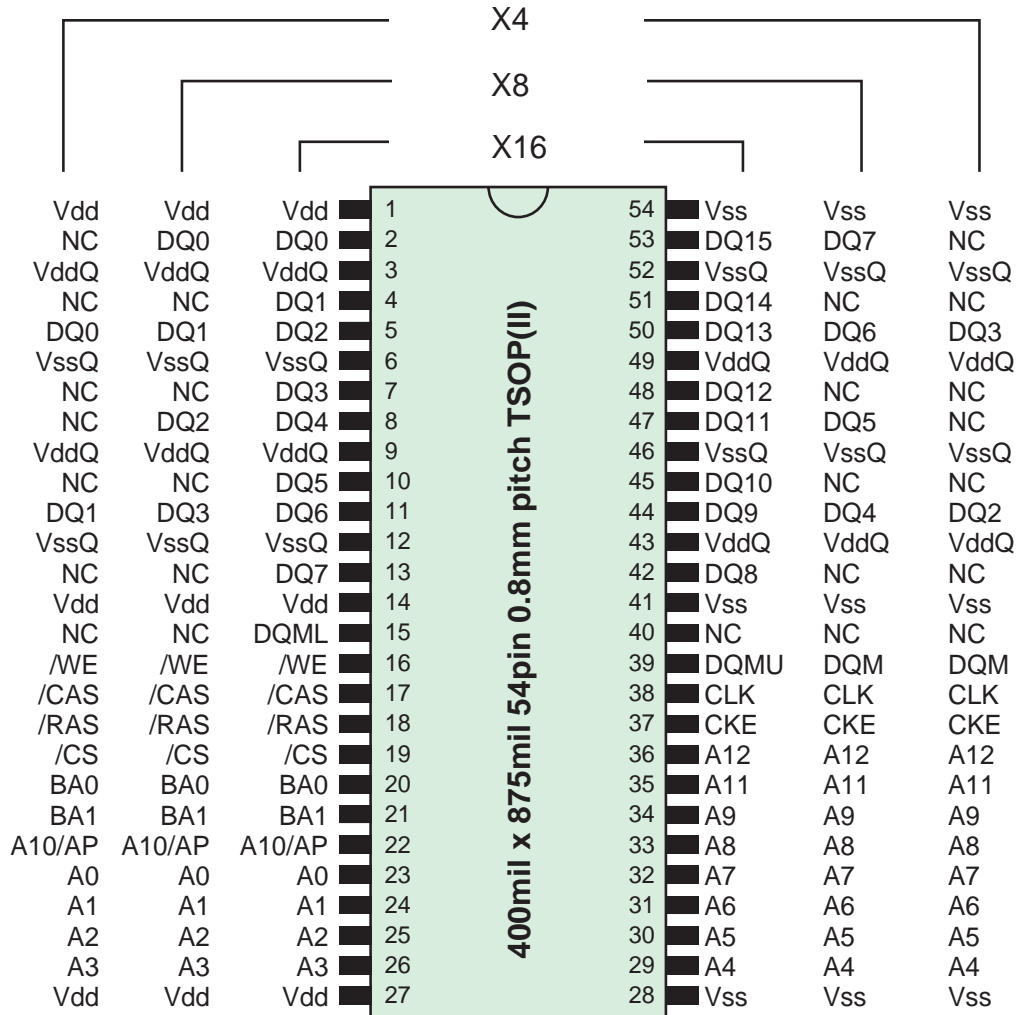 X4
X8
X16
Vdd Vdd Vdd 1 54 Vss Vss Vss
NC DQ0 DQ0 2 53 DQ15 DQ7 NC
VddQ VddQ VddQ 3 52 VssQ VssQ VssQ
NC NC DQ1 4 51 DQ14 NC NC
DQ0 DQ1 DQ2 5 50 DQ13 DQ6 DQ3
VssQ VssQ VssQ 6 49 VddQ VddQ VddQ
NC NC DQ3 7 48 DQ12 NC NC
NC DQ2 DQ4 8 47 DQ11 DQ5 NC
VddQ VddQ VddQ 9 46 VssQ VssQ VssQ
NC NC DQ5 10 45 DQ10 NC NC
DQ1 DQ3 DQ6 11 44 DQ9 DQ4 DQ2
VssQ VssQ VssQ 12 43 VddQ VddQ VddQ
NC NC DQ7 13 42 DQ8 NC NC
Vdd Vdd Vdd 14 41 Vss Vss Vss
NC NC DQML 15 40 NC NC NC
/WE /WE /WE 16 39 DQMU DQM DQM
/CAS /CAS /CAS 17 38 CLK CLK CLK
/RAS /RAS /RAS 18 37 CKE CKE CKE
/CS /CS /CS 19 36 A12 A12 A12
BA0 BA0 BA0 20 35 A11 A11 A11
BA1 BA1 BA1 21 34 A9 A9 A9
A10/AP A10/AP A10/AP 22 33 A8 A8 A8
A0 A0 A0 23 32 A7 A7 A7
A1 A1 A1 24 31 A6 A6 A6
A2 A2 A2 25 30 A5 A5 A5
A3 A3 A3 26 29 A4 A4 A4
Vdd Vdd Vdd 27 28 Vss Vss Vss
400mil x 875mil 54pin 0.8mm pitch TSOP(II)